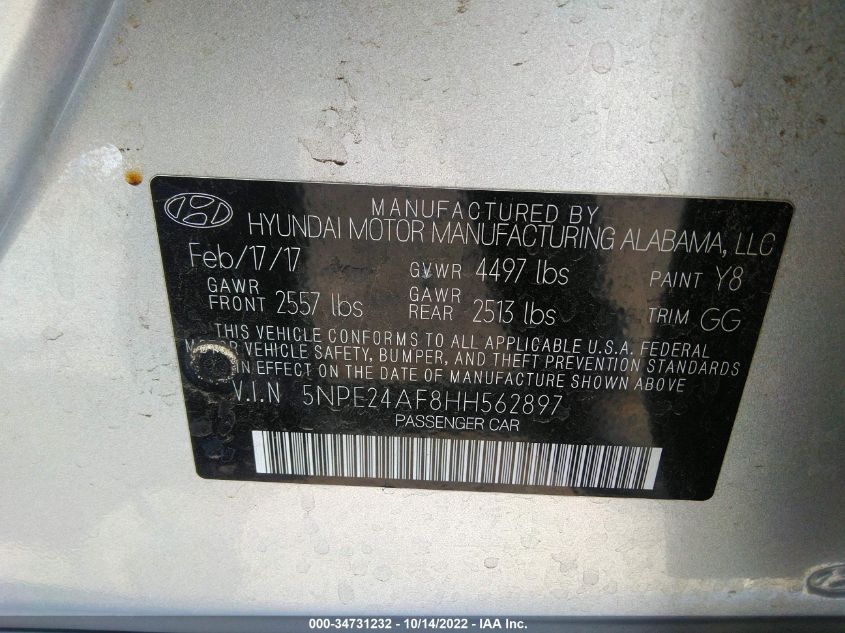 MANUFACTURED BY
HYUNDAI MOTOR MANUFACTURING ALABAMA, LLC
Feb/17/17 GVWR 4497 lbs PAINT Y8
GAWR FRONT 2557 lbs GAWR REAR 2513 lbs TRIM GG
THIS VEHICLE CONFORMS TO ALL APPLICABLE U.S.A. FEDERAL
MOTOR VEHICLE SAFETY, BUMPER, AND THEFT PREVENTION STANDARDS
IN EFFECT ON THE DATE OF MANUFACTURE SHOWN ABOVE
V.I.N 5NPE24AF8HH562897
PASSENGER CAR
000-34731232 - 10/14/2022 - IAA Inc.